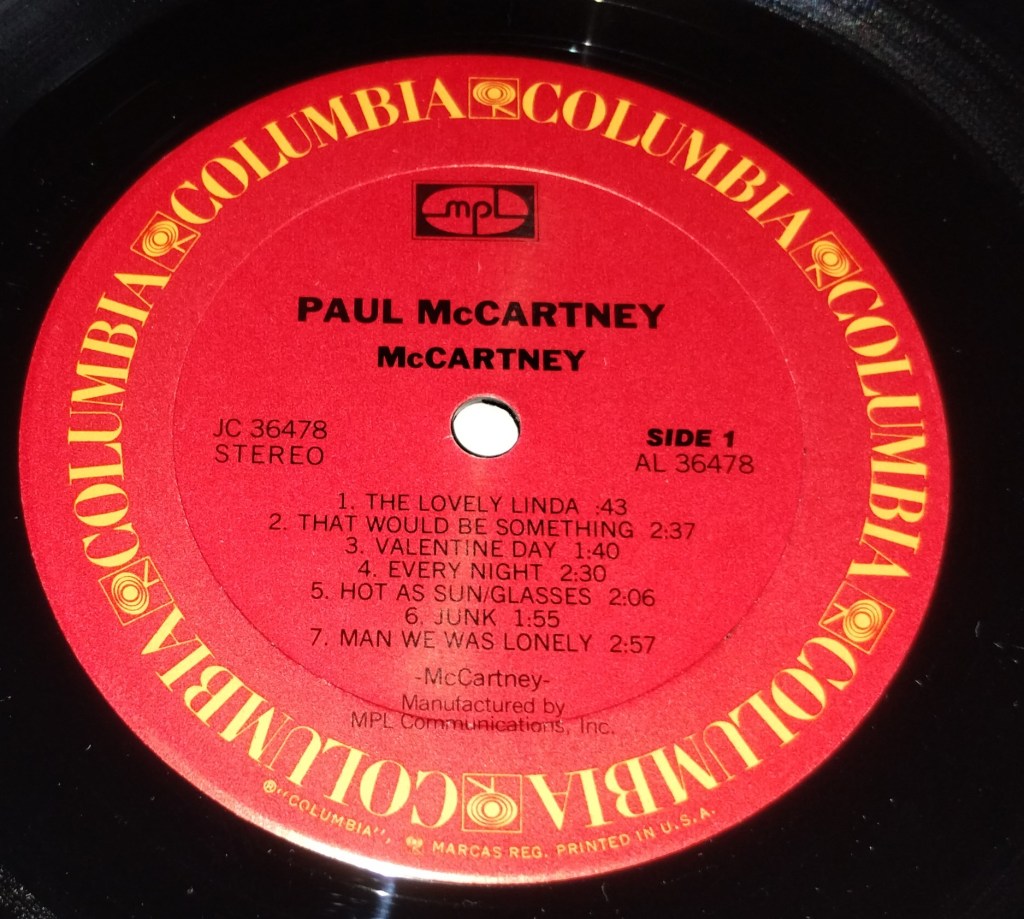 COLUMBIA COLUMBIA COLUMBIA COLUMBIA COLUMBIA COLUMBIA
mpl
PAUL McCARTNEY
McCARTNEY
JC 36478
STEREO
SIDE 1
AL 36478
1. THE LOVELY LINDA :43
2. THAT WOULD BE SOMETHING 2:37
3. VALENTINE DAY 1:40
4. EVERY NIGHT 2:30
5. HOT AS SUN/GLASSES 2:06
6. JUNK 1:55
7. MAN WE WAS LONELY 2:57
-McCartney-
Manufactured by
MPL Communications, Inc.
®"COLUMBIA", MARCAS REG. PRINTED IN U.S.A.